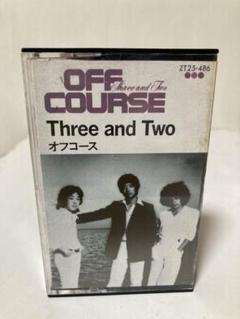 ZT25-486
OFF
Three and Two
COURSE
Three and Two
オフコース